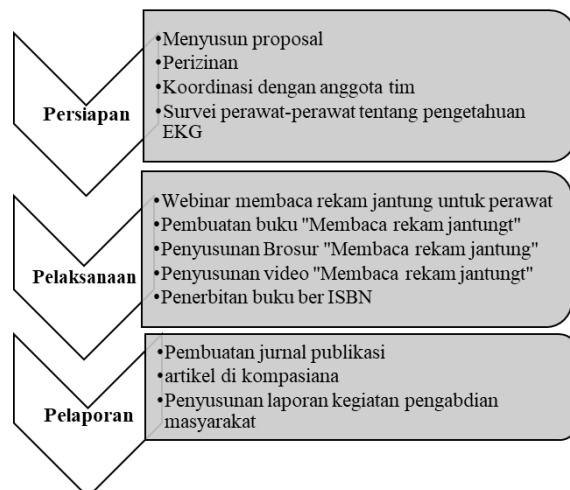 Persiapan
•Menyusun proposal
•Perizinan
•Koordinasi dengan anggota tim
•Survei perawat-perawat tentang pengetahuan
EKG
Pelaksanaan
•Webinar membaca rekam jantung untuk perawat
•Pembuatan buku "Membaca rekam jantungt"
•Penyusunan Brosur "Membaca rekam jantung"
•Penyusunan video "Membaca rekam jantungt"
•Penerbitan buku ber ISBN
Pelaporan
•Pembuatan jurnal publikasi
•artikel di kompasiana
•Penyusunan laporan kegiatan pengabdian
masyarakat